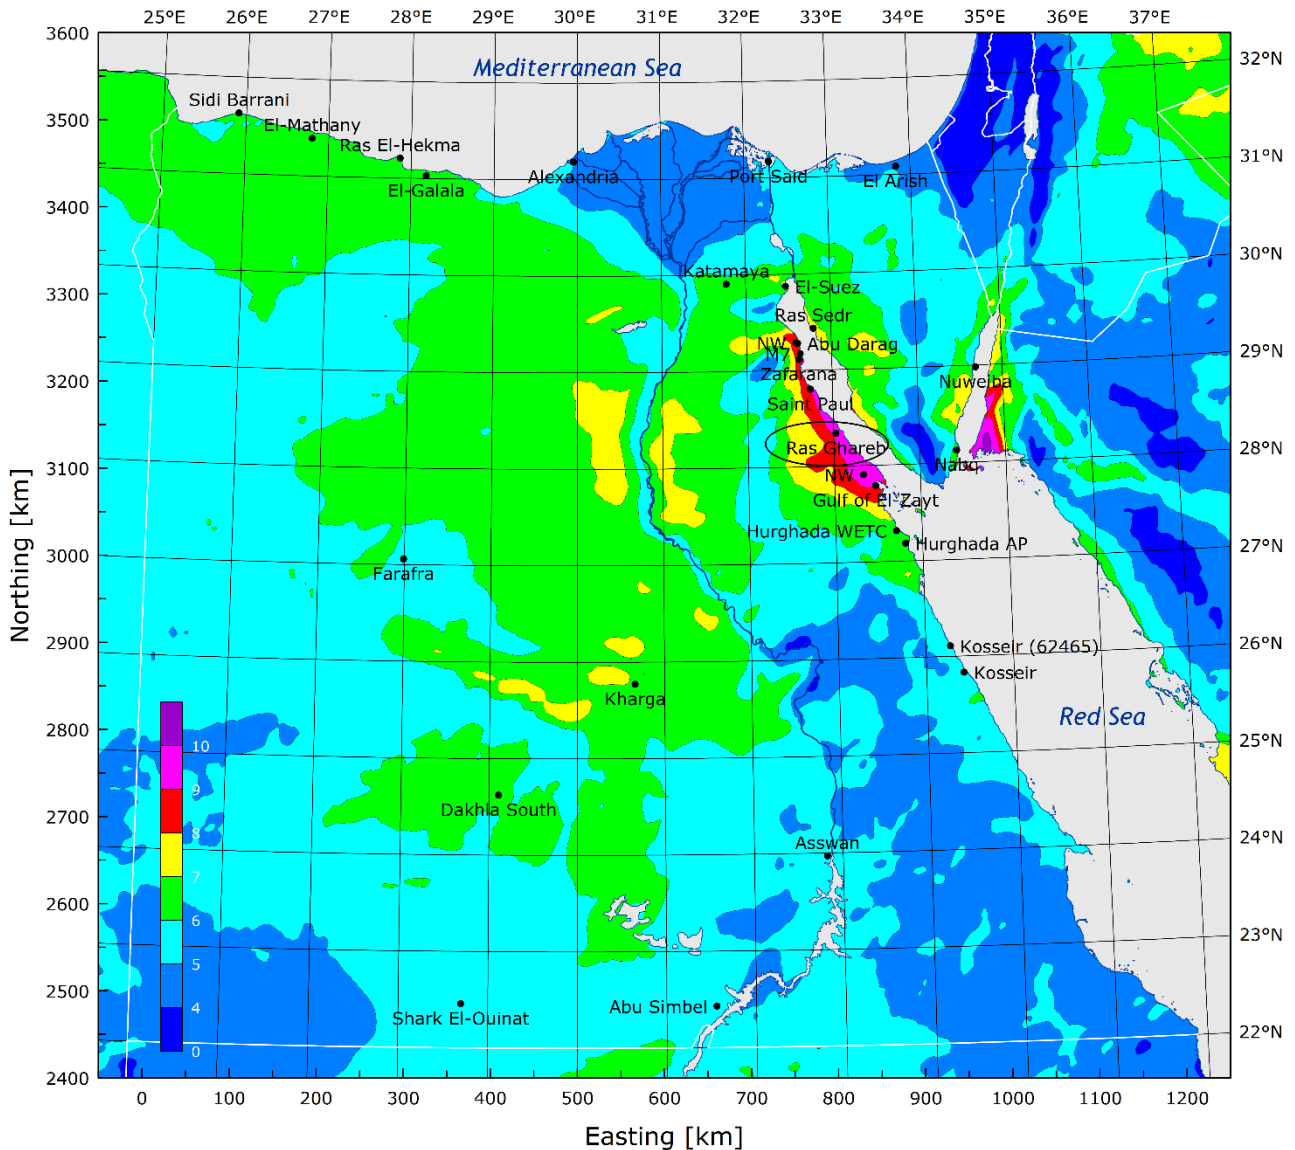 25°E 26°E 27°E 28°E 29°E 30°E 31°E 32°E 33°E 34°E 35°E 36°E 37°E
3600
Mediterranean Sea
32°N
Sidi Barrani
3500
El-Mathany
Ras El-Hekma
31°N
Alexandria
Port Said
El Arish
El-Galala
3400
30°N
Katamaya
3300
El-Suez
Ras Sedr
NW
Abu Darag
M7
29°N
Zafarana
3200
Nuweiba
Saint Paul
Ras Ghareb
28°N
3100
Nabq
NW
Gulf of El-Zayt
Hurghada WETC
Hurghada AP
27°N
3000
Farafra
Northing [km]
2900
Kosseir (62465)
26°N
Kosseir
Kharga
Red Sea
2800
10
25°N
9
Dakhla South
2700
8
Asswan
24°N
7
2600
6
23°N
5
2500
4
Abu Simbel
Shark El-Ouinat
22°N
0
2400
0 100 200 300 400 500 600 700 800 900 1000 1100 1200
Easting [km]